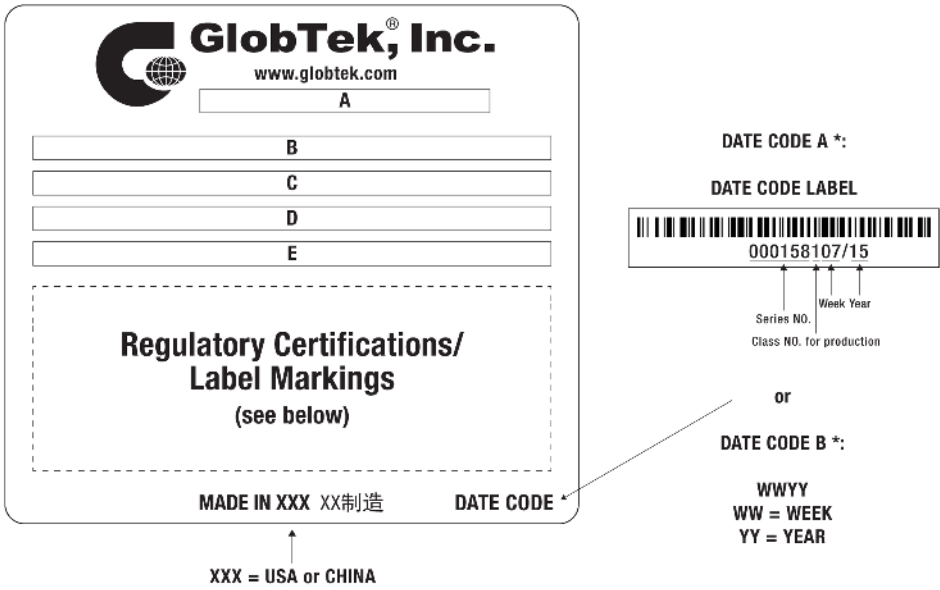 GlobTek,® Inc.
www.globtek.com
A
B
C
D
E
Regulatory Certifications/
Label Markings
(see below)
MADE IN XXX XX制造 DATE CODE
XXX = USA or CHINA
DATE CODE A *:
DATE CODE LABEL
000158107/15
Week Year
Series NO.
Class NO. for production
or
DATE CODE B *:
WWYY
WW = WEEK
YY = YEAR